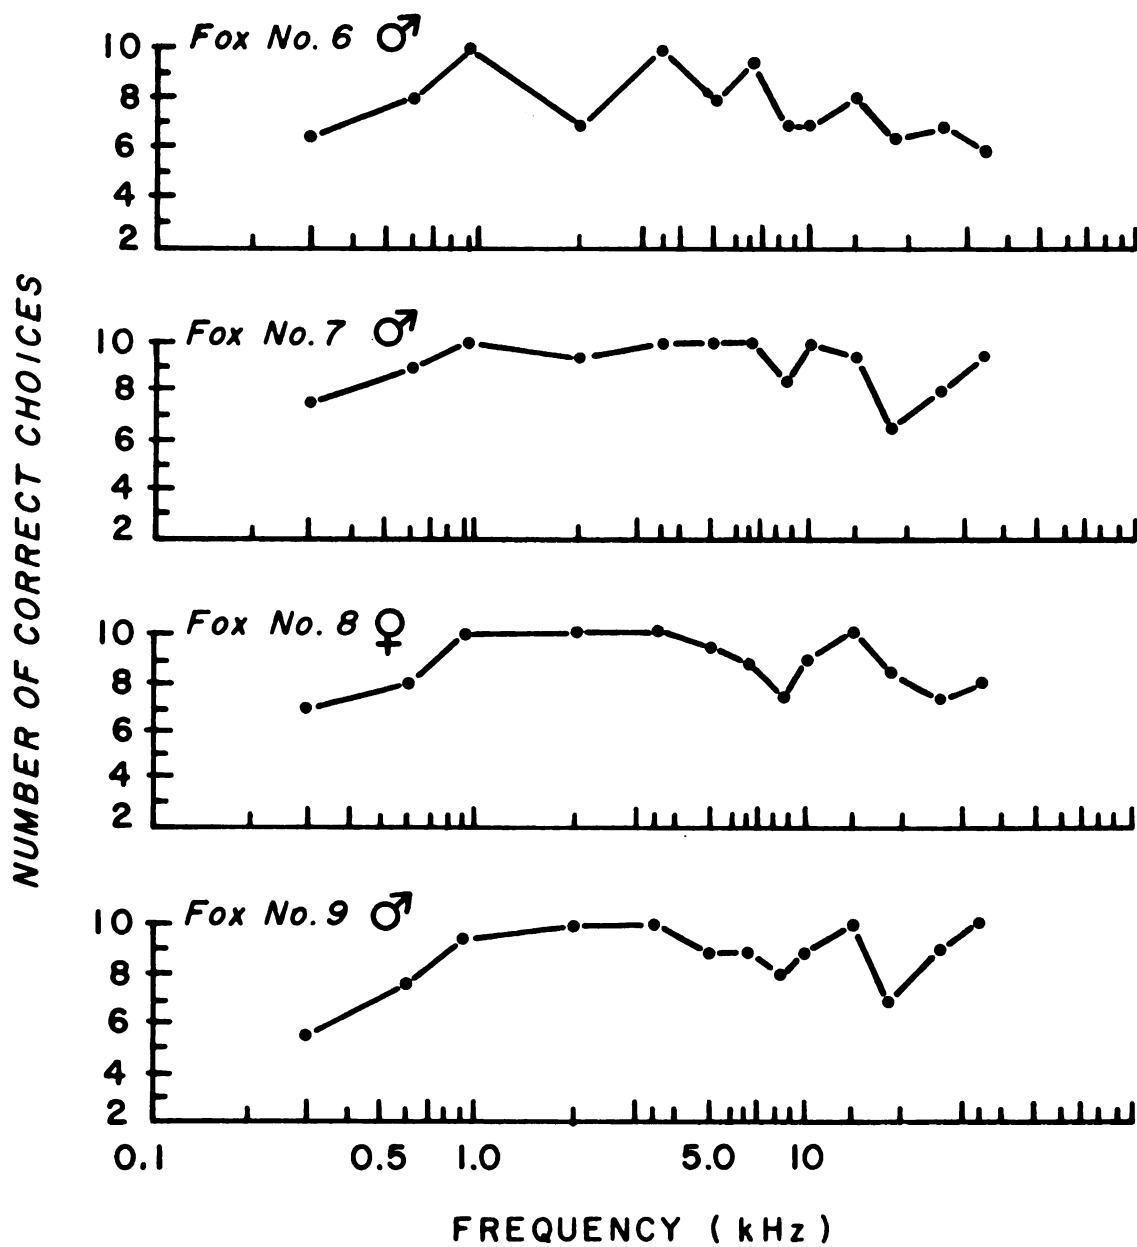 Fox No. 6 ♂
10
8
6
4
2
Fox No. 7 ♂
10
8
6
4
2
Fox No. 8 ♀
10
8
6
4
2
Fox No. 9 ♂
10
8
6
4
2
0.1 0.5 1.0 5.0 10
FREQUENCY (kHz)
NUMBER OF CORRECT CHOICES